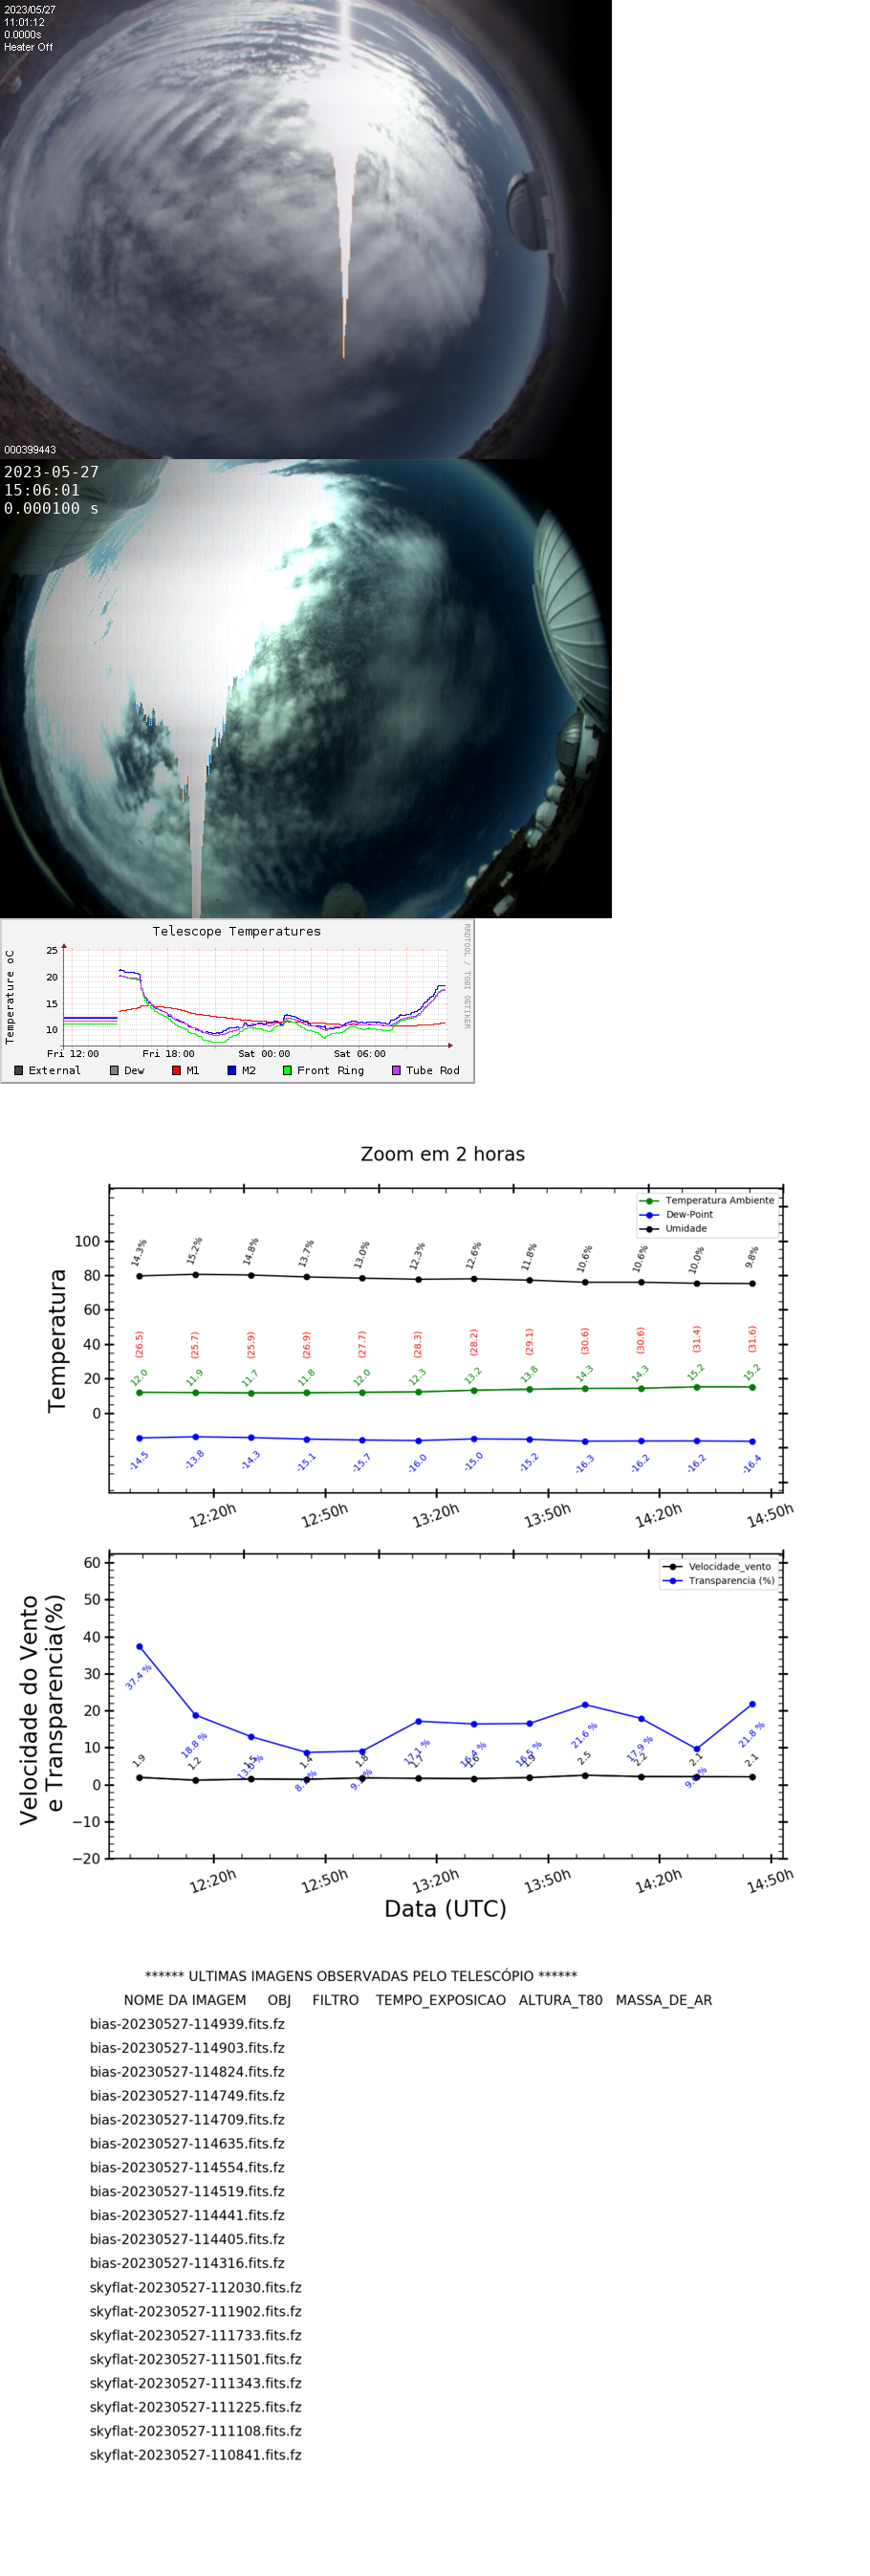 2023/05/27
11:01:12
0.0000s
Heater Off
000399443
2023-05-27
15:06:01
0.000100 s
Telescope Temperatures
RRDTOOL / TOBI OETIKER
Temperature oC
25
20
15
10
Fri 12:00 Fri 18:00 Sat 00:00 Sat 06:00
External Dew M1 M2 Front Ring Tube Rod
Zoom em 2 horas
Temperatura Ambiente
Dew-Point
Umidade
Temperatura
100
80
60
40
20
0
14.3% 15.2% 14.8% 13.7% 13.0% 12.3% 12.6% 11.8% 10.6% 10.6% 10.0% 9.8%
(26.5) (25.7) (25.9) (26.9) (27.7) (28.3) (28.2) (29.1) (30.6) (30.6) (31.4) (31.6)
12.0 11.9 11.7 11.8 12.0 12.3 13.2 13.8 14.3 14.3 15.2 15.2
-14.5 -13.8 -14.3 -15.1 -15.7 -16.0 -15.0 -15.2 -16.3 -16.2 -16.2 -16.4
12:20h 12:50h 13:20h 13:50h 14:20h 14:50h
Velocidade_vento
Transparencia (%)
Velocidade do Vento
e Transparencia(%)
60
50
40
30
20
10
0
−10
−20
37.4 % 18.8 % 21.6 % 17.9 % 21.8 %
1.9 1.2 1.4 1.8 2.5 2.2 2.1 2.1
12:20h 12:50h 13:20h 13:50h 14:20h 14:50h
Data (UTC)
****** ULTIMAS IMAGENS OBSERVADAS PELO TELESCÓPIO ******
NOME DA IMAGEM OBJ FILTRO TEMPO_EXPOSICAO ALTURA_T80 MASSA_DE_AR
bias-20230527-114939.fits.fz
bias-20230527-114903.fits.fz
bias-20230527-114824.fits.fz
bias-20230527-114749.fits.fz
bias-20230527-114709.fits.fz
bias-20230527-114635.fits.fz
bias-20230527-114554.fits.fz
bias-20230527-114519.fits.fz
bias-20230527-114441.fits.fz
bias-20230527-114405.fits.fz
bias-20230527-114316.fits.fz
skyflat-20230527-112030.fits.fz
skyflat-20230527-111902.fits.fz
skyflat-20230527-111733.fits.fz
skyflat-20230527-111501.fits.fz
skyflat-20230527-111343.fits.fz
skyflat-20230527-111225.fits.fz
skyflat-20230527-111108.fits.fz
skyflat-20230527-110841.fits.fz